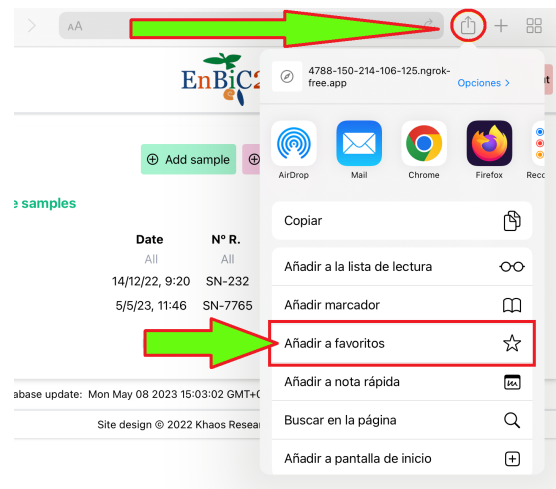 AA
EnBiC2
4788-150-214-106-125.ngrok-
free.app
Opciones >
t
Add sample
AirDrop
Mail
Chrome
Firefox
Reco
e samples
Copiar
Date Nº R.
All All
14/12/22, 9:20 SN-232
5/5/23, 11:46 SN-7765
Añadir a la lista de lectura
Añadir marcador
Añadir a favoritos
Añadir a nota rápida
Buscar en la página
Añadir a pantalla de inicio
abase update: Mon May 08 2023 15:03:02 GMT+0
Site design © 2022 Khaos Resear